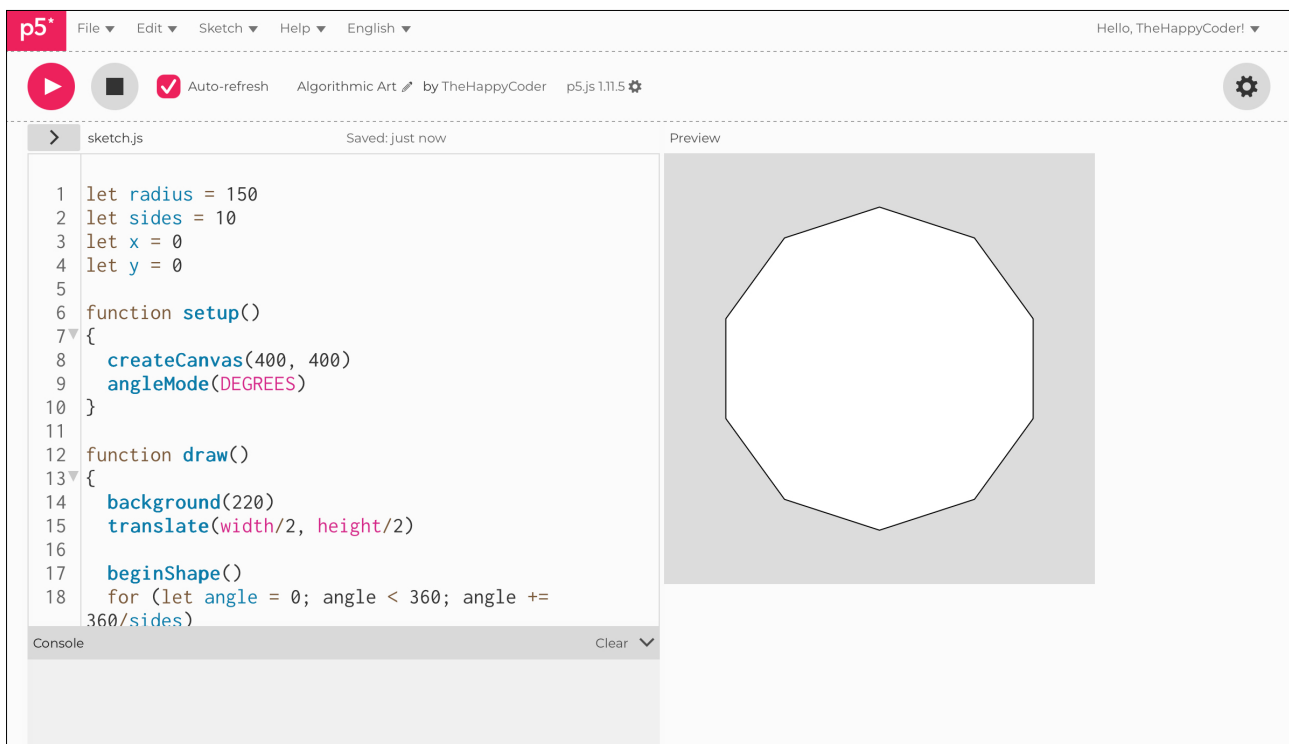 p5* File Edit Sketch Help English Hello, TheHappyCoder!
Auto-refresh Algorithmic Art by TheHappyCoder p5.js 1.11.5
sketch.js Saved: just now Preview
1 let radius = 150
2 let sides = 10
3 let x = 0
4 let y = 0
5
6 function setup()
7 {
8 createCanvas(400, 400)
9 angleMode(DEGREES)
10 }
11
12 function draw()
13 {
14 background(220)
15 translate(width/2, height/2)
16
17 beginShape()
18 for (let angle = 0; angle < 360; angle +=
360/sides)
Console Clear